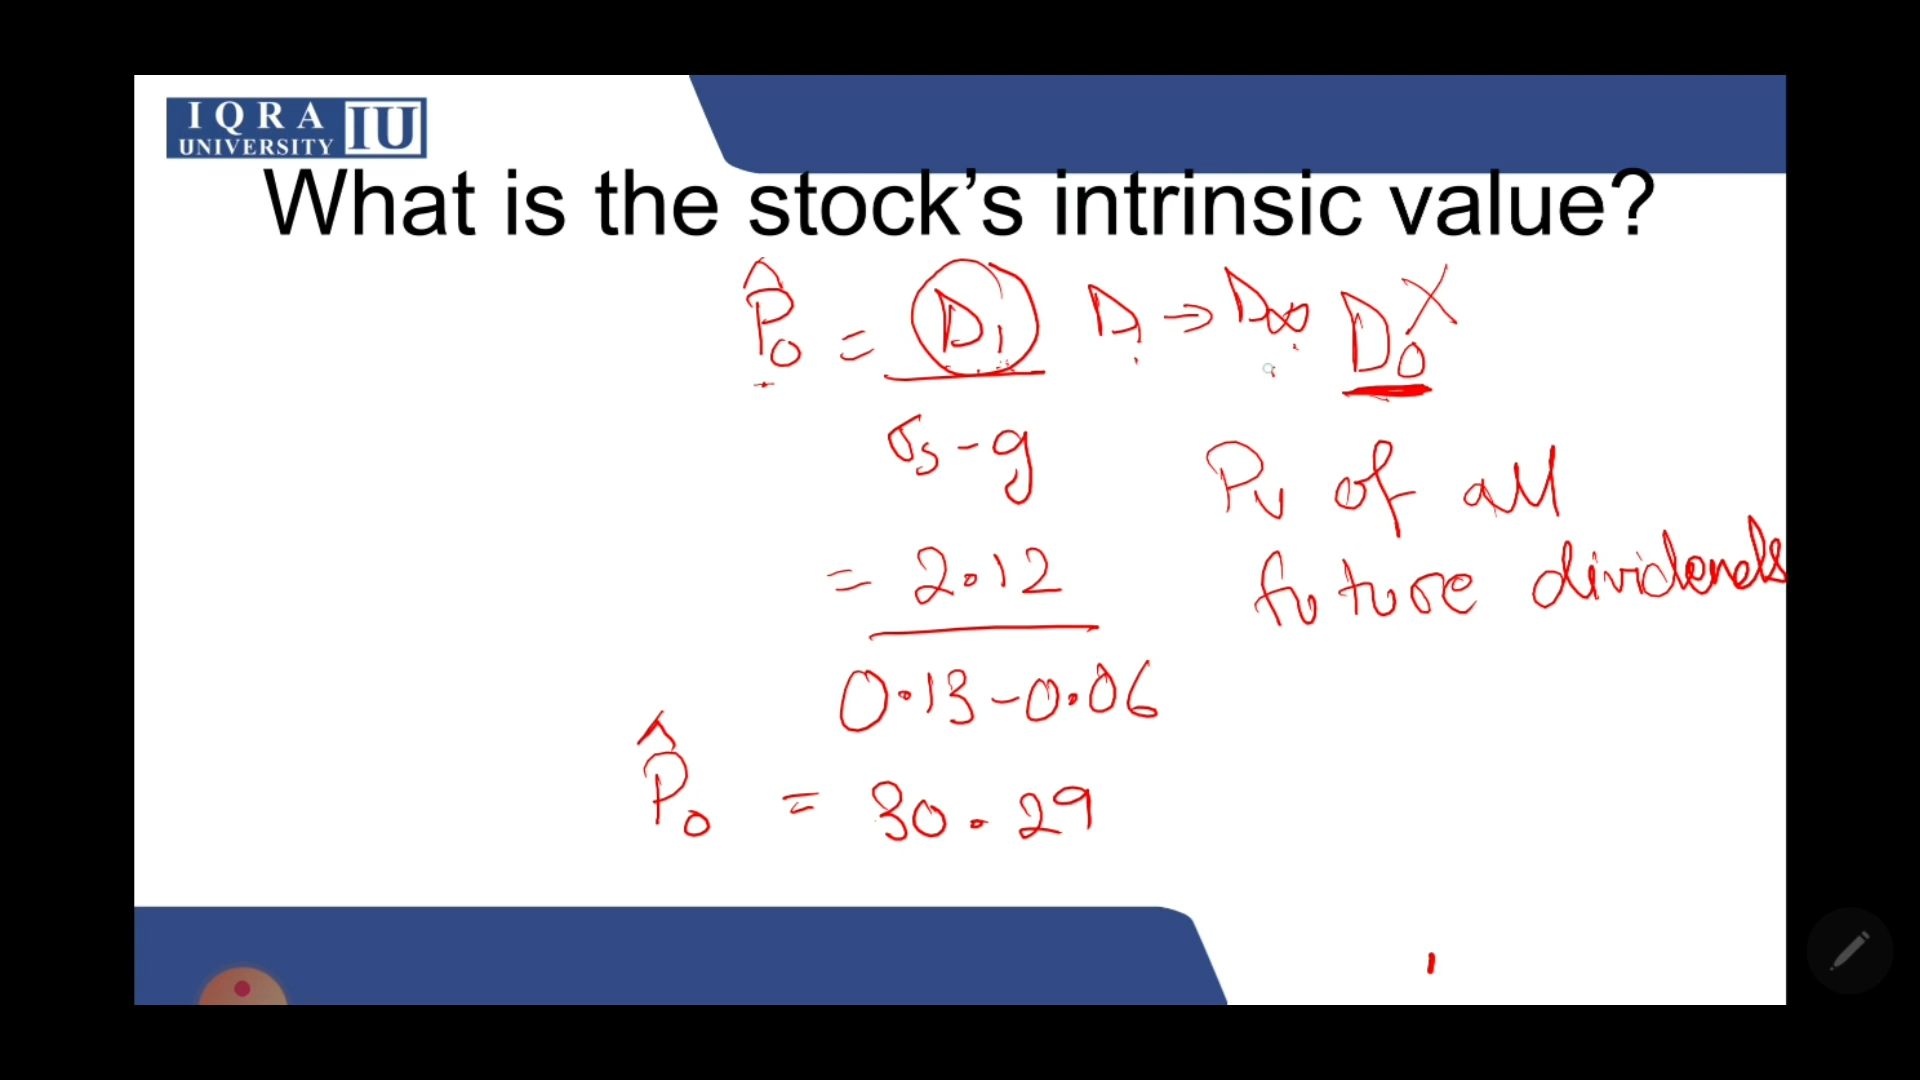 IQRA IU
UNIVERSITY
What is the stock's intrinsic value?
P̂₀ = D₁ D₁ → D∞ D₀ X
rs - g
Pv of all
future dividends
= 2.12
0.13-0.06
P̂₀ = 30.29